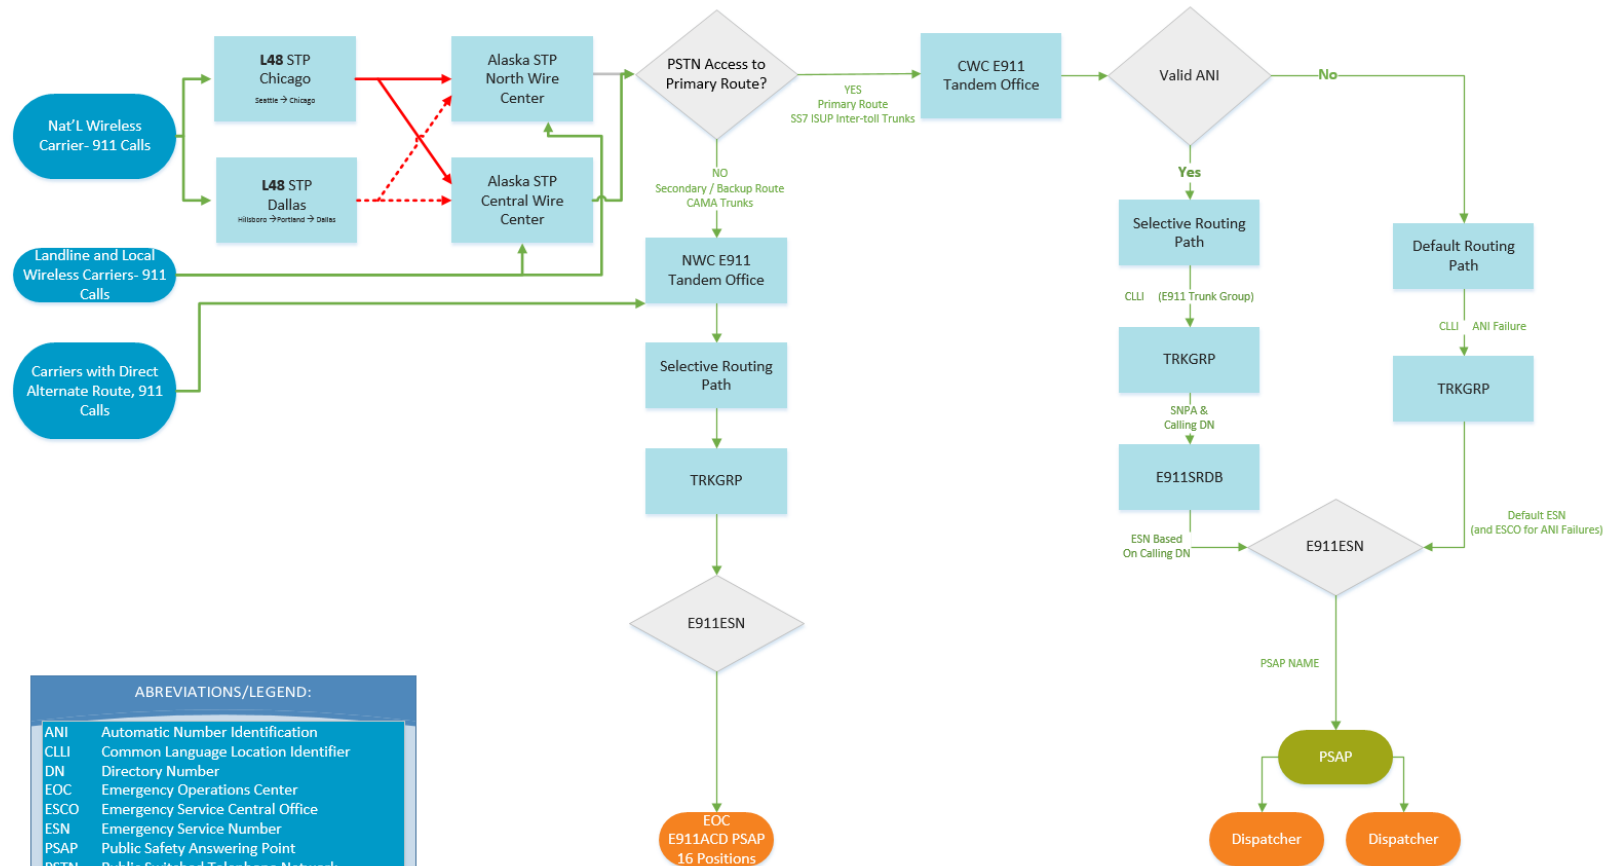 Nat'L Wireless
Carrier- 911 Calls
L48 STP
Chicago
Seattle → Chicago
L48 STP
Dallas
Hillsboro → Portland → Dallas
Alaska STP
North Wire
Center
Alaska STP
Central Wire
Center
Landline and Local
Wireless Carriers- 911
Calls
Carriers with Direct
Alternate Route, 911
Calls
PSTN Access to
Primary Route?
YES
Primary Route
SS7 ISUP Inter-toll Trunks
NO
Secondary / Backup Route
CAMA Trunks
NWC E911
Tandem Office
Selective Routing
Path
TRKGRP
E911ESN
EOC
E911ACD PSAP
16 Positions
CWC E911
Tandem Office
Valid ANI
No
Yes
Selective Routing
Path
CLLI (E911 Trunk Group)
TRKGRP
SNPA &
Calling DN
E911SRDB
ESN Based
On Calling DN
Default Routing
Path
CLLI ANI Failure
TRKGRP
Default ESN
(and ESCO for ANI Failures)
E911ESN
PSAP NAME
PSAP
Dispatcher
Dispatcher
ABREVIATIONS/LEGEND:
ANI Automatic Number Identification
CLLI Common Language Location Identifier
DN Directory Number
EOC Emergency Operations Center
ESCO Emergency Service Central Office
ESN Emergency Service Number
PSAP Public Safety Answering Point
PSTN Public Switched Telephone Network